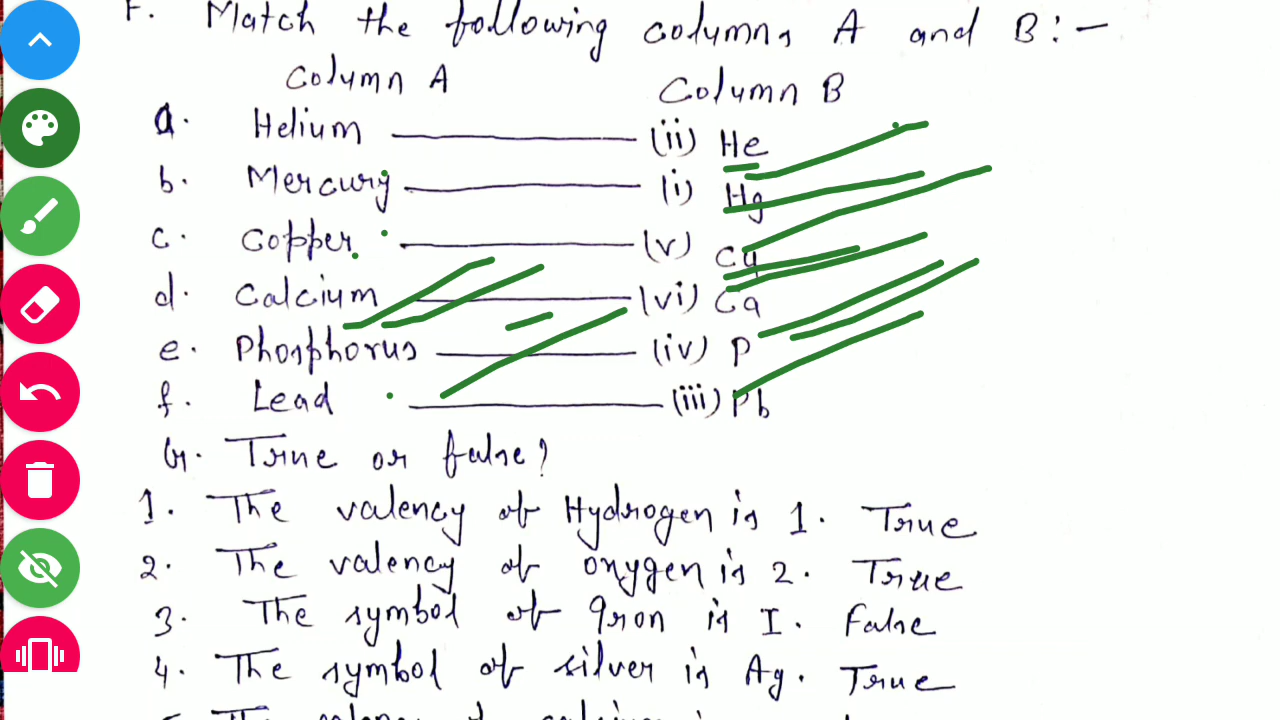 F. Match the following columns A and B:-
Column A Column B
a. Helium (ii) He
b. Mercury (i) Hg
c. Copper (v) Cu
d. Calcium (vi) Ca
e. Phosphorus (iv) P
f. Lead (iii) Pb
G. True or false?
1. The valency of Hydrogen is 1. True
2. The valency of oxygen is 2. True
3. The symbol of Iron is I. False
4. The symbol of silver is Ag. True